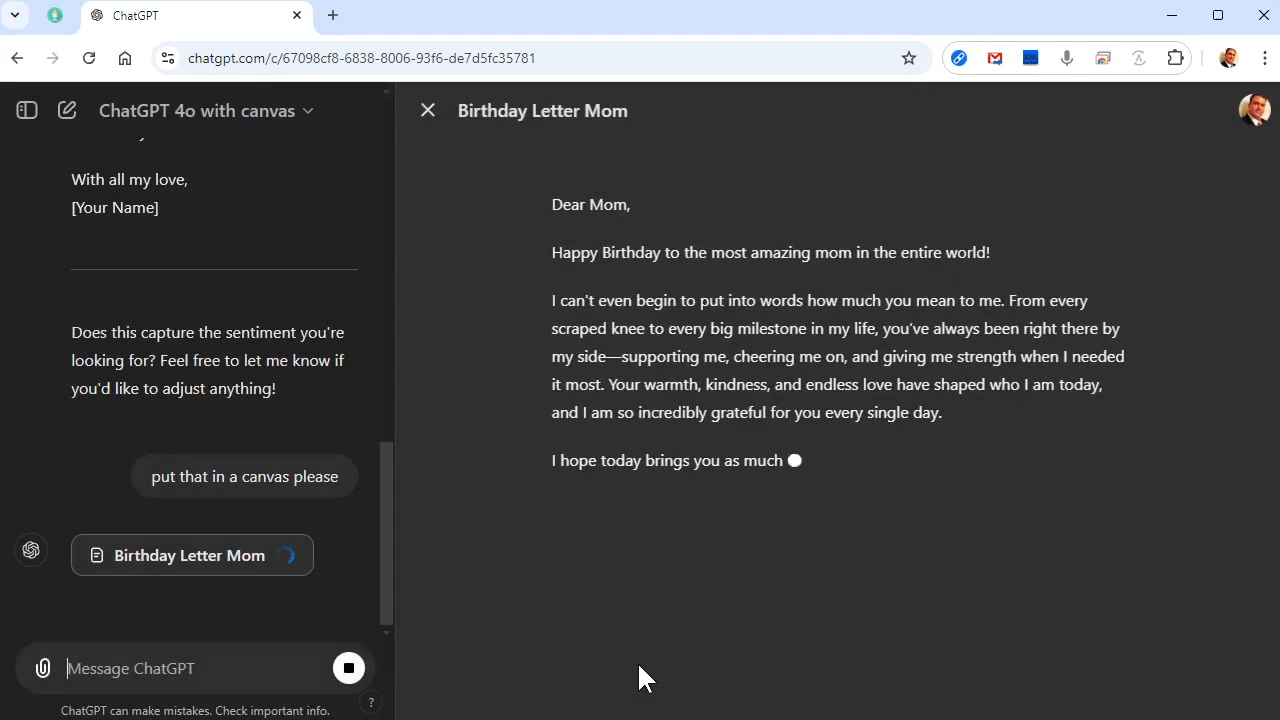 ChatGPT
chatgpt.com/c/67098cf8-6838-8006-93f6-de7d5fc35781
ChatGPT 4o with canvas
With all my love,
[Your Name]
Does this capture the sentiment you're
looking for? Feel free to let me know if
you'd like to adjust anything!
put that in a canvas please
Birthday Letter Mom
Message ChatGPT
ChatGPT can make mistakes. Check important info.
?
Birthday Letter Mom
Dear Mom,
Happy Birthday to the most amazing mom in the entire world!
I can't even begin to put into words how much you mean to me. From every
scraped knee to every big milestone in my life, you've always been right there by
my side—supporting me, cheering me on, and giving me strength when I needed
it most. Your warmth, kindness, and endless love have shaped who I am today,
and I am so incredibly grateful for you every single day.
I hope today brings you as much